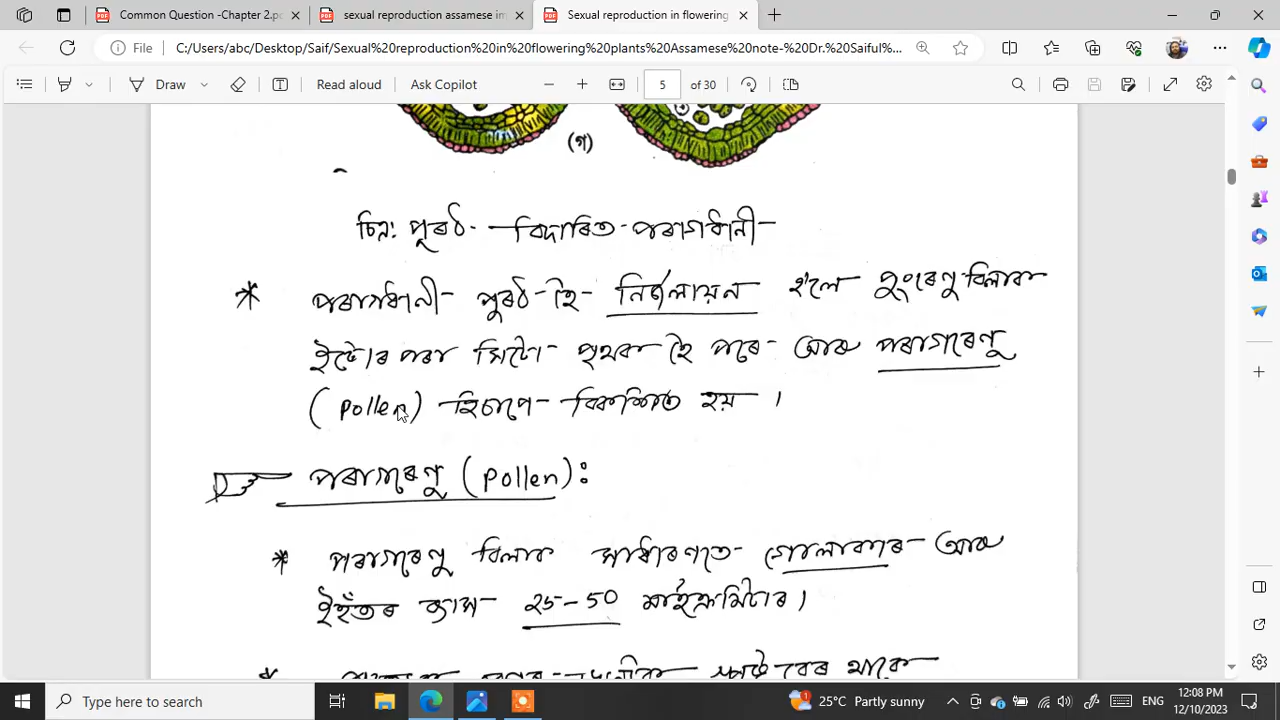 Common Question -Chapter 2.p
sexual reproduction assamese im
Sexual reproduction in flowering
File C:/Users/abc/Desktop/Saif/Sexual%20reproduction%20in%20flowering%20plants%20Assamese%20note-%20Dr.%20Saiful%...
Draw Read aloud Ask Copilot 5 of 30
(গ)
চিত্ৰ: পূৰঠ - বিদাৰিত - পৰাগধানী
* পৰাগধানী পূৰঠ হৈ নিৰ্জলায়ন হ'লে পুংৰেণু বিলাক
ইটোৰ পৰা সিটো পৃথক হৈ পৰে আৰু পৰাগৰেণু
(Pollen) হিচাপে বিকশিত হয় ।
পৰাগৰেণু (Pollen):
* পৰাগৰেণু বিলাক সাধাৰণতে গোলাকাৰ আৰু
ইহঁতৰ ব্যাস 25-50 মাইক্ৰমিটাৰ ।
Type here to search
25°C Partly sunny
ENG
12:08 PM
12/10/2023